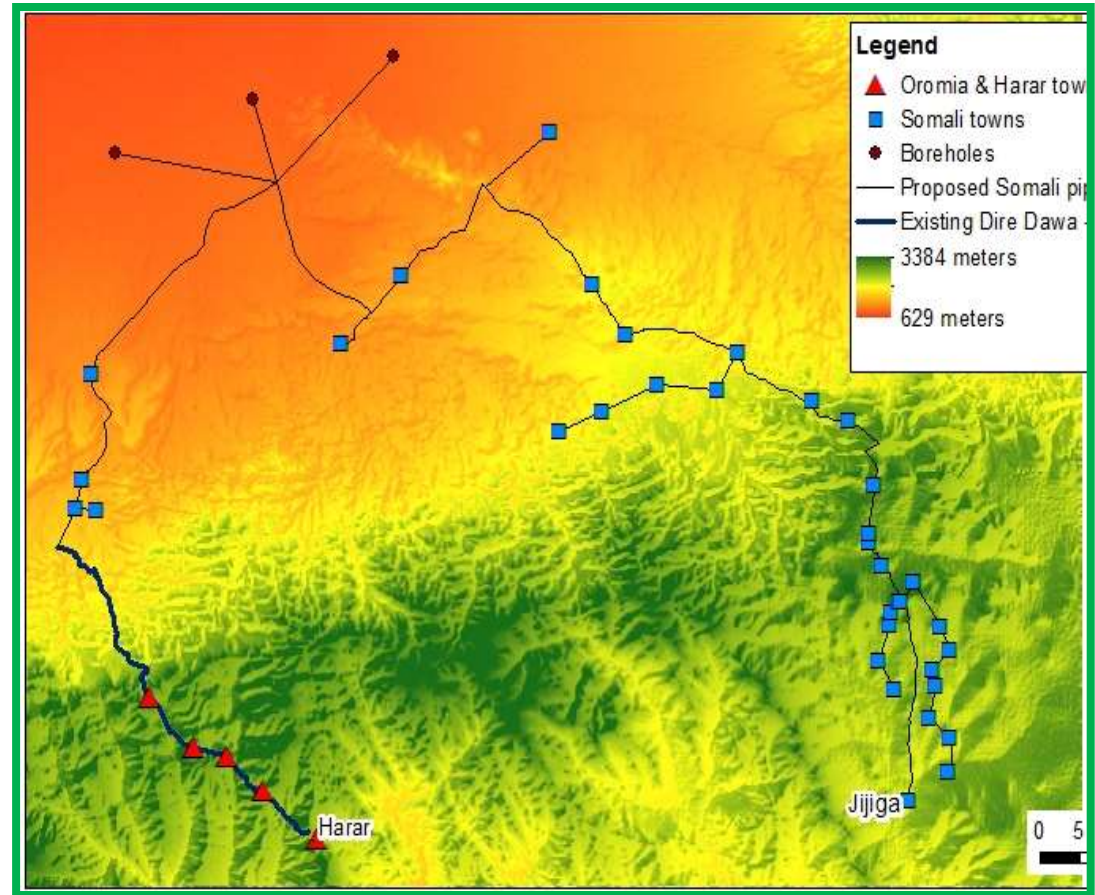 Legend
Oromia & Harar tow
Somali towns
Boreholes
Proposed Somali pip
Existing Dire Dawa -
3384 meters
629 meters
Harar
Jijiga
0 5